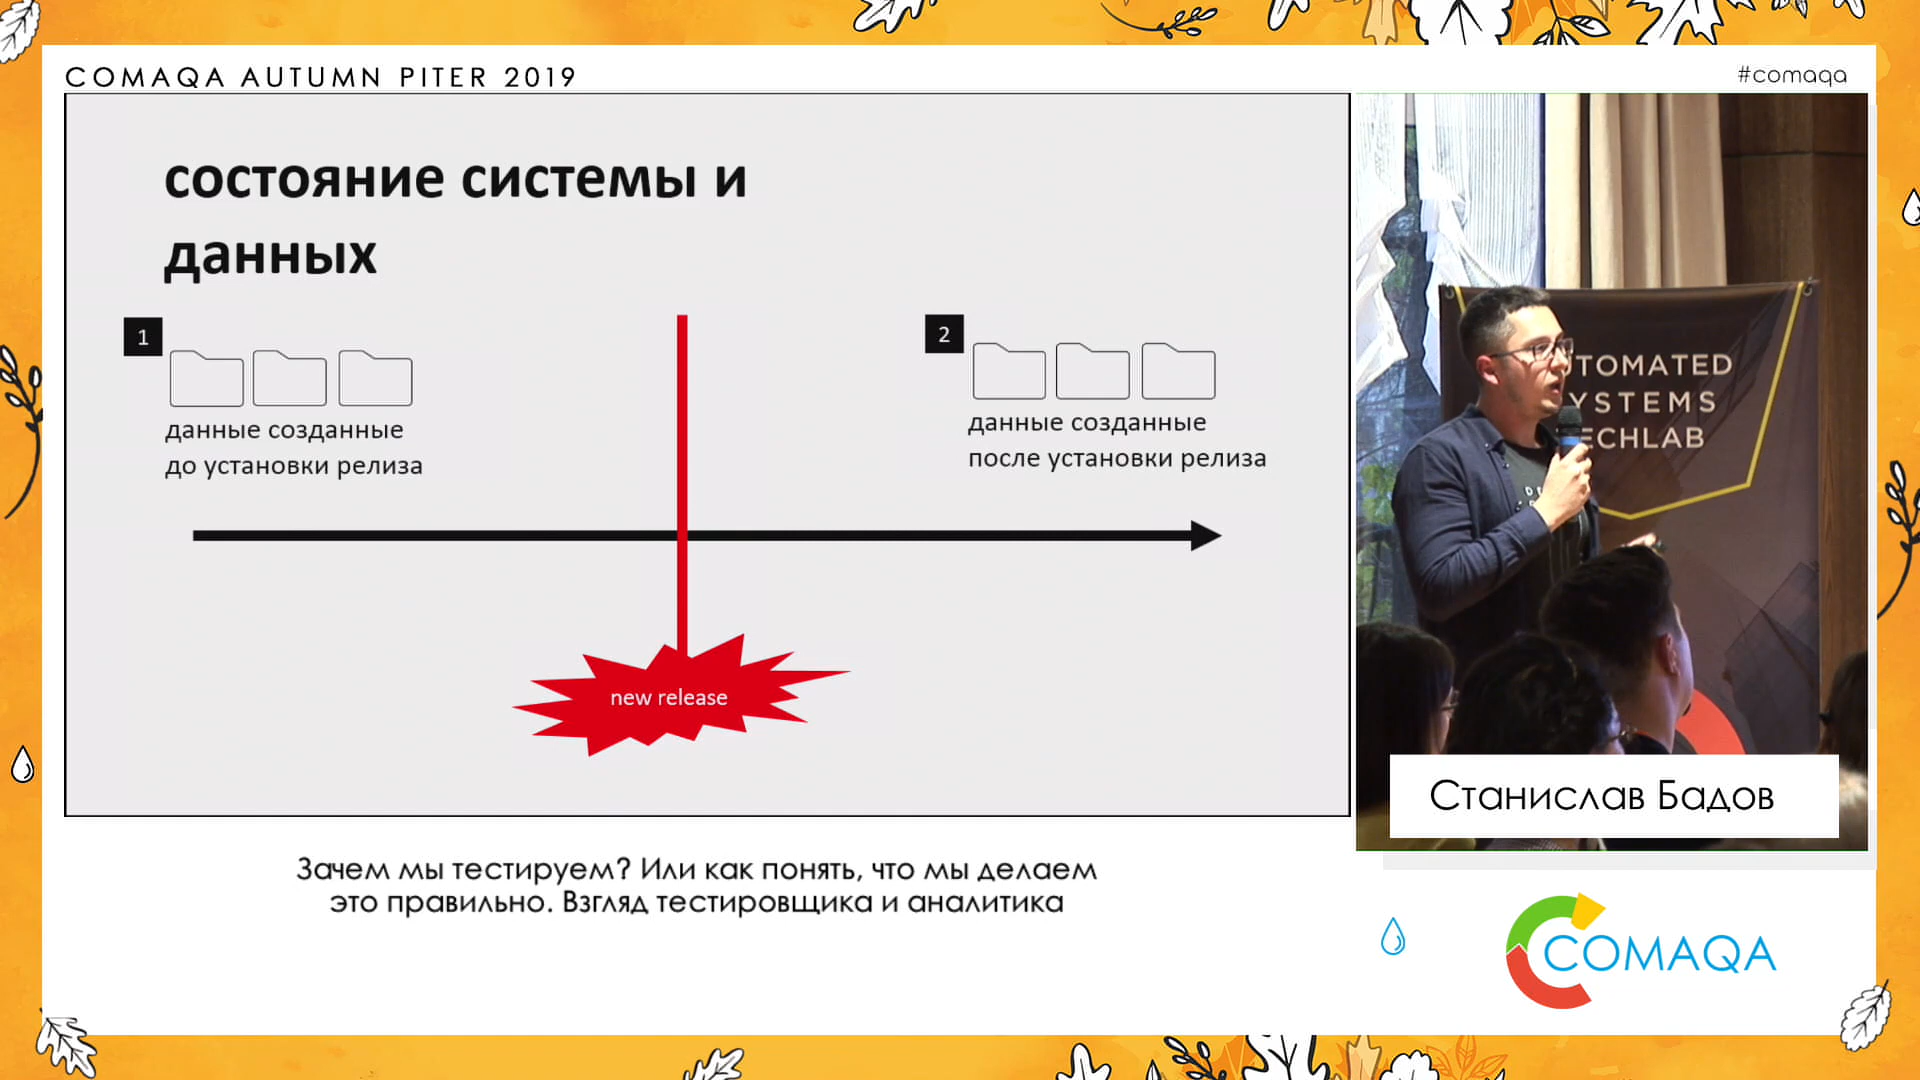 COMAQA AUTUMN PITER 2019
#comaqa
состояние системы и
данных
1
данные созданные
до установки релиза
2
данные созданные
после установки релиза
new release
UTOMATED
YSTEMS
ECHLAB
Станислав Бадов
Зачем мы тестируем? Или как понять, что мы делаем
это правильно. Взгляд тестировщика и аналитика
COMAQA